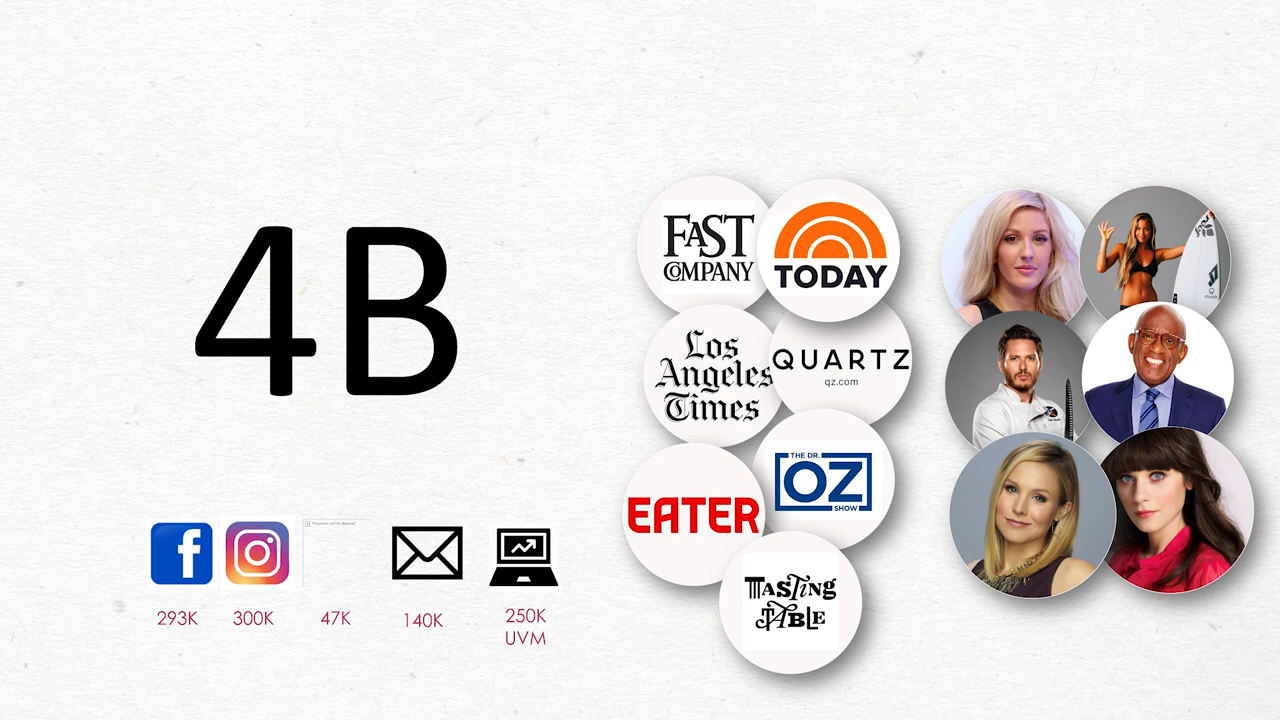 4B
293K
300K
47K
140K
250K
UVM
FAST
COMPANY
TODAY
Los
Angeles
Times
QUARTZ
qz.com
THE DR.
OZ
SHOW
EATER
TASTING
TABLE